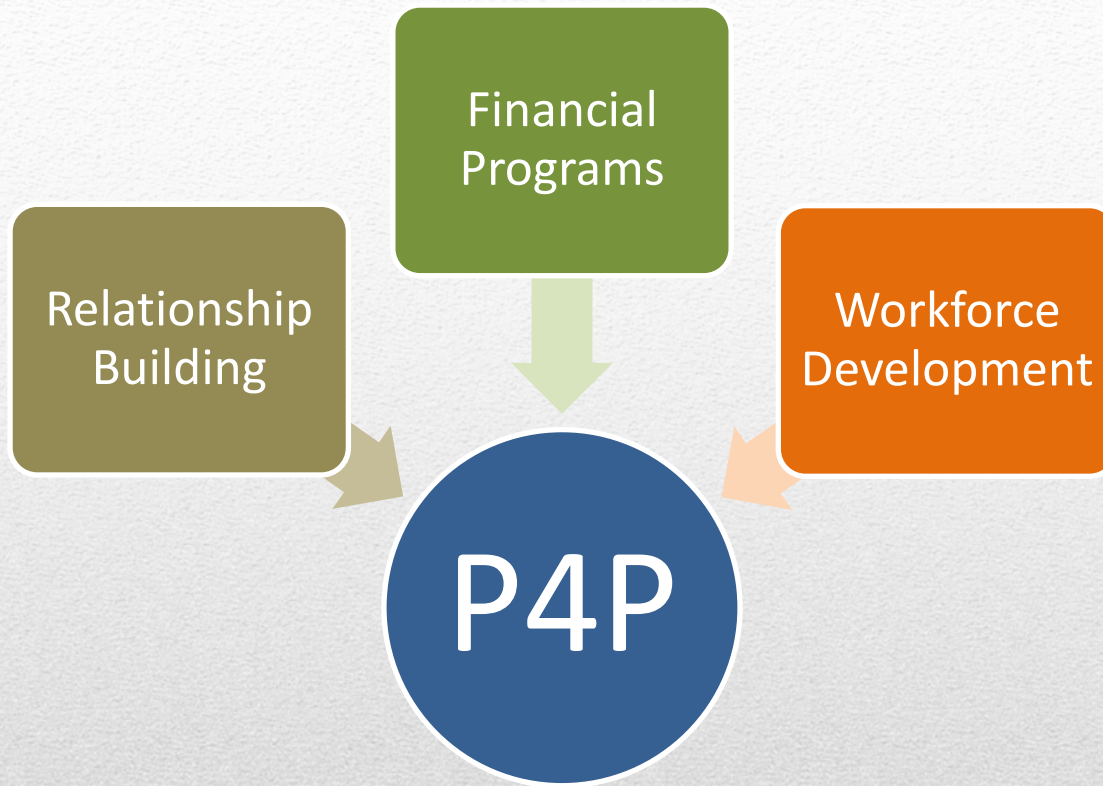 Financial
Programs
Relationship
Building
Workforce
Development
P4P